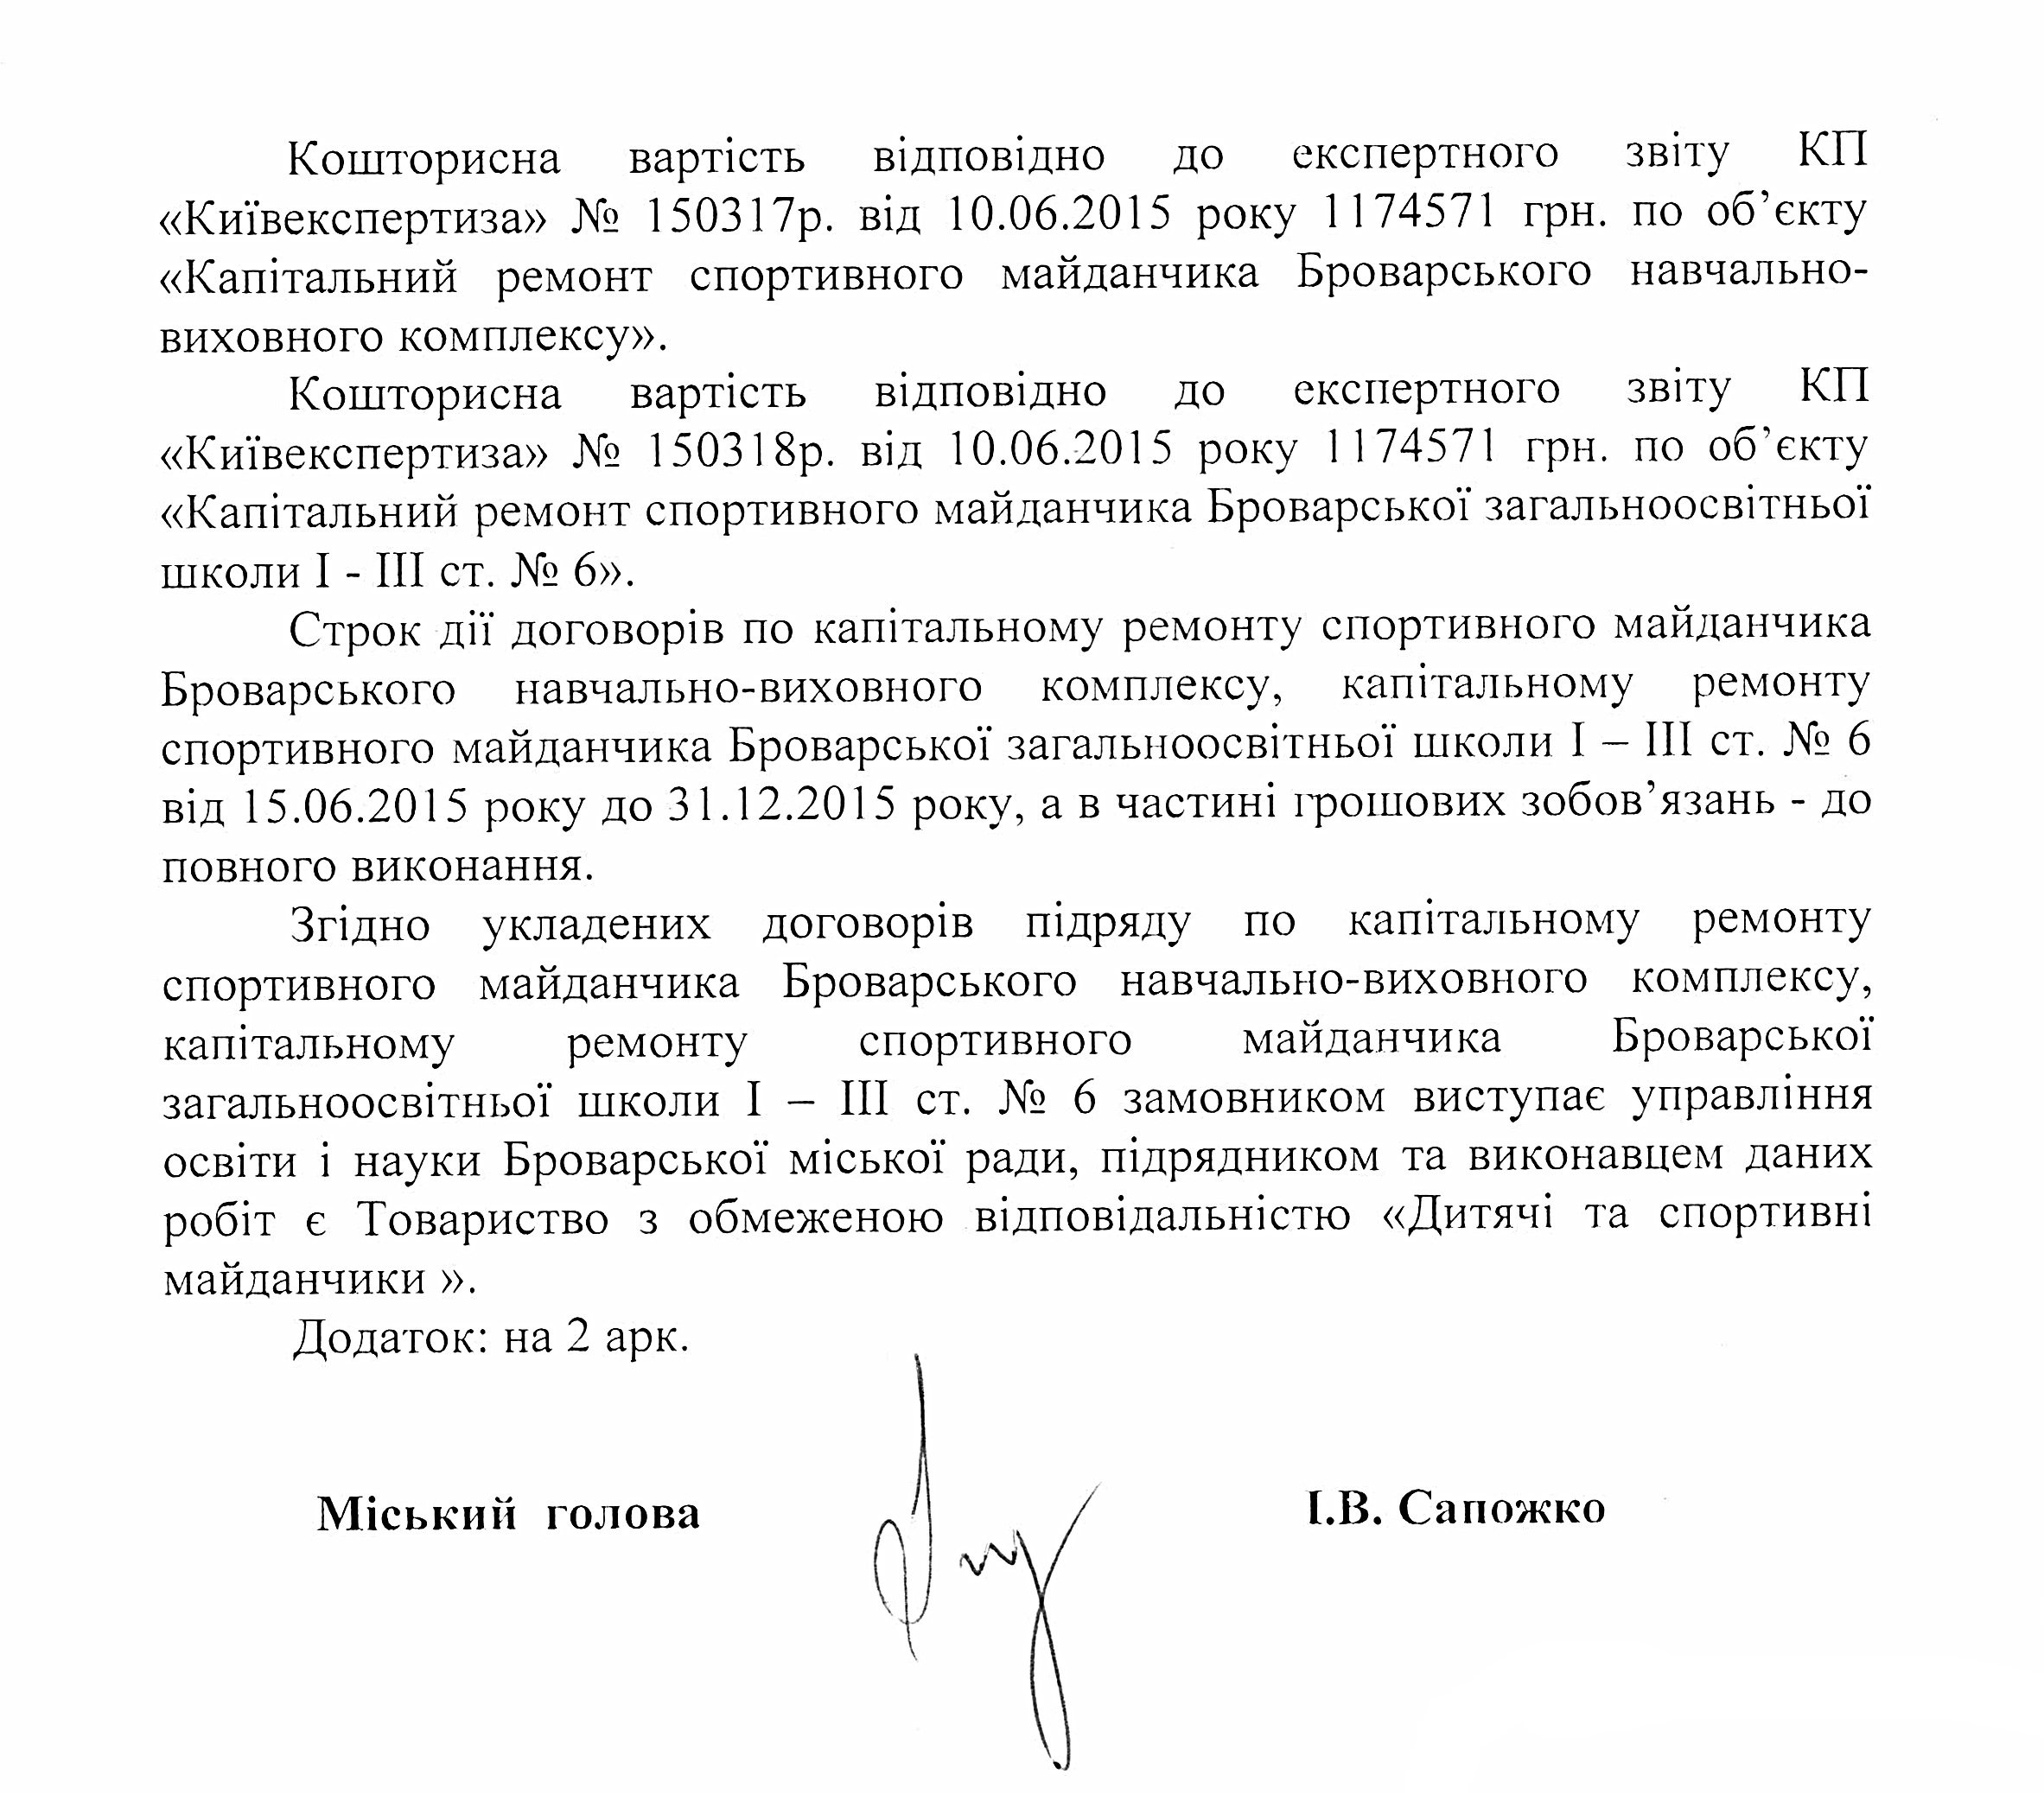 Кошторисна вартість відповідно до експертного звіту КП
«Київекспертиза» № 150317р. від 10.06.2015 року 1174571 грн. по об’єкту
«Капітальний ремонт спортивного майданчика Броварського навчально-
виховного комплексу».
Кошторисна вартість відповідно до експертного звіту КП
«Київекспертиза» № 150318р. від 10.06.2015 року 1174571 грн. по об’єкту
«Капітальний ремонт спортивного майданчика Броварської загальноосвітньої
школи І - ІІІ ст. № 6».
Строк дії договорів по капітальному ремонту спортивного майданчика
Броварського навчально-виховного комплексу, капітальному ремонту
спортивного майданчика Броварської загальноосвітньої школи І – ІІІ ст. № 6
від 15.06.2015 року до 31.12.2015 року, а в частині грошових зобов’язань - до
повного виконання.
Згідно укладених договорів підряду по капітальному ремонту
спортивного майданчика Броварського навчально-виховного комплексу,
капітальному ремонту спортивного майданчика Броварської
загальноосвітньої школи І – ІІІ ст. № 6 замовником виступає управління
освіти і науки Броварської міської ради, підрядником та виконавцем даних
робіт є Товариство з обмеженою відповідальністю «Дитячі та спортивні
майданчики ».
Додаток: на 2 арк.
Міський голова І.В. Сапожко